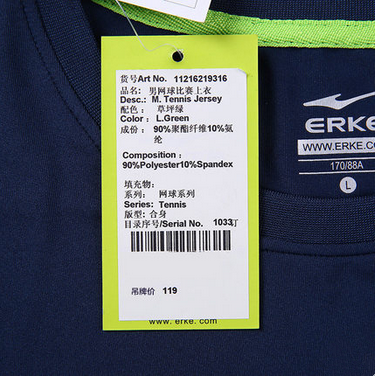 货号Art No. : 11216219316
品名: 男网球比赛上衣
Desc.: M. Tennis Jersey
配色 : 草坪绿
Color : L.Green
成份 : 90%聚酯纤维10%氨
纶
Composition :
90%Polyester10%Spandex
填充物:
系列: 网球系列
Series: Tennis
版型: 合身
目录序号/Serial No. 1033
吊牌价 119
www. erke. com
ERKE
WWW.ERKE.COM
170/88A
L